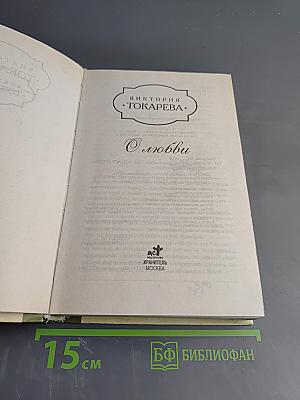 ВИКТОРИЯ
ТОКАРЕВА
О любви
АСТ
ХРАНИТЕЛЬ
МОСКВА
15 см
БФ БИБЛИОФАН